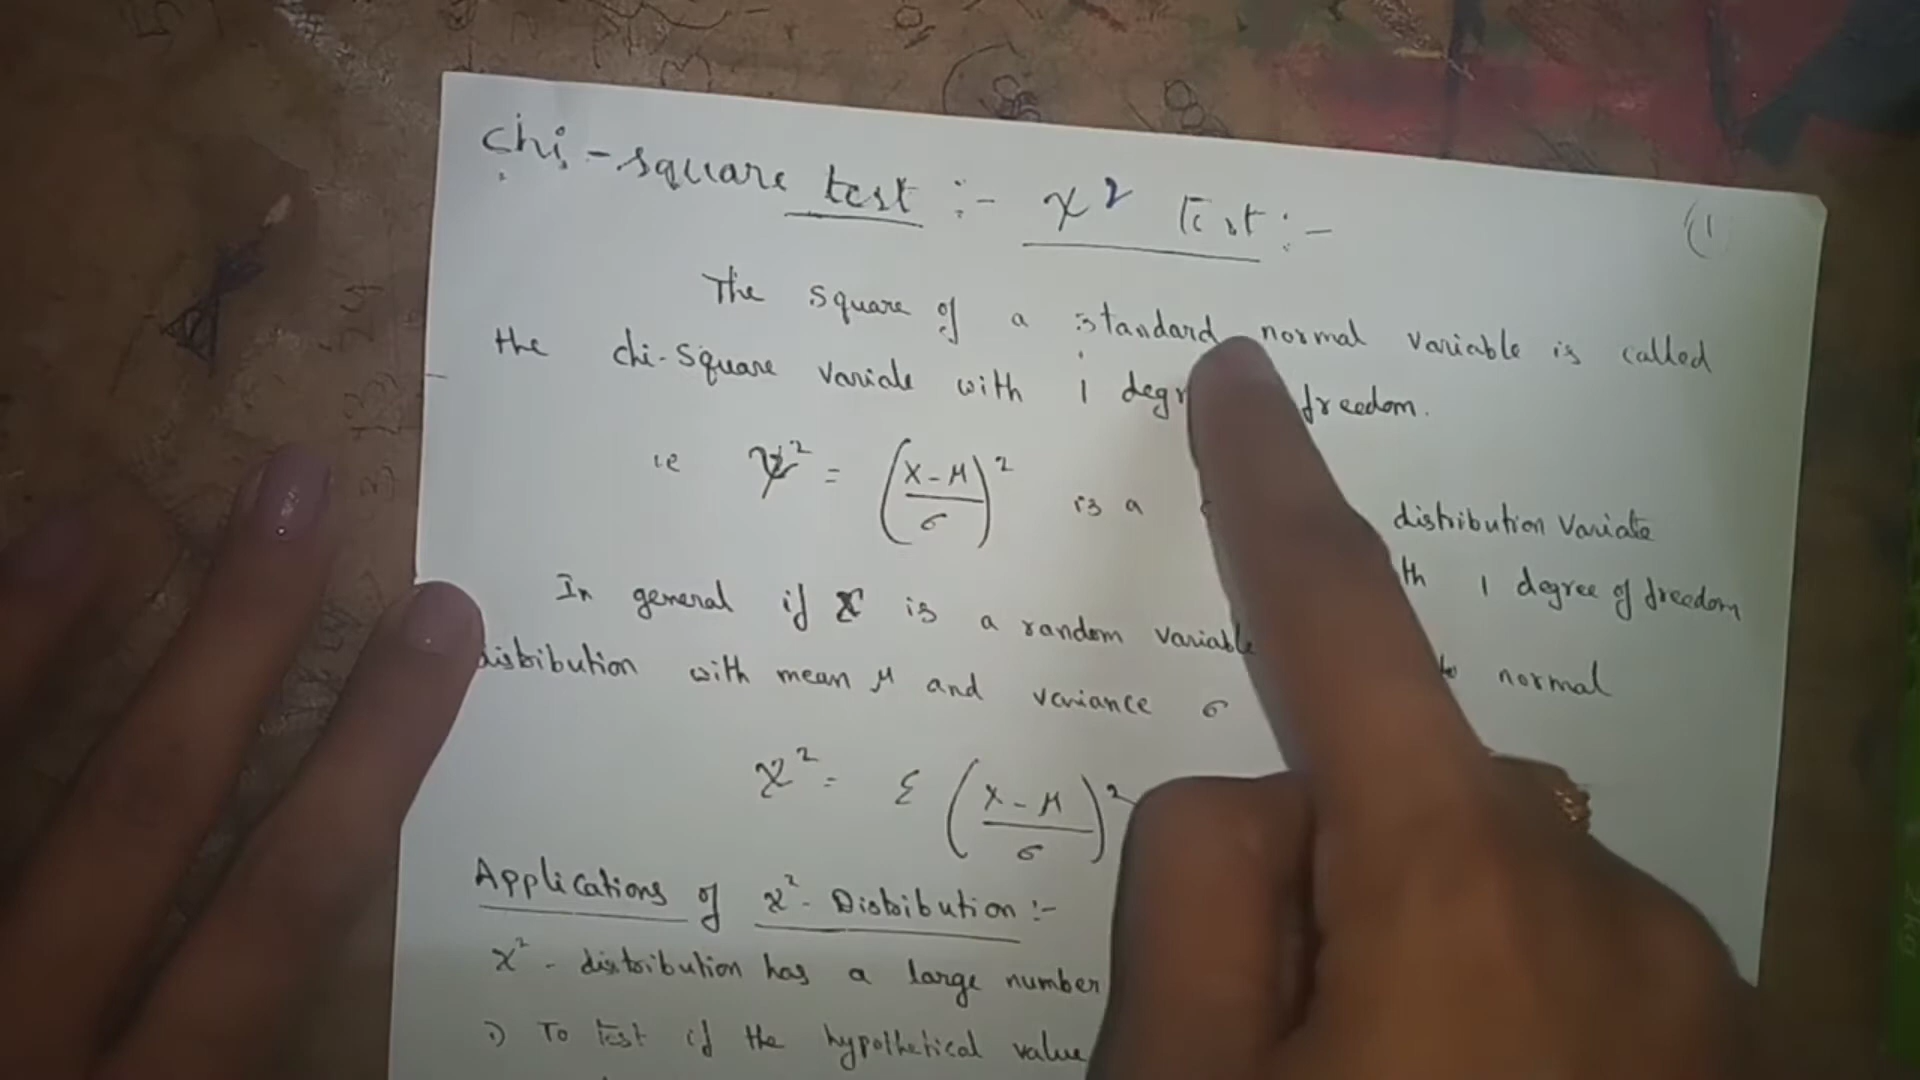 chi-square test :- χ² Test :-
(1
The square of a standard normal variable is called
the chi-square variate with 1 degr freedom.
ie χ² = (X-μ/σ)² is a distribution variate
th 1 degree of freedom
In general if X is a random variable to normal
distribution with mean μ and variance σ
χ² = Σ (X-μ/σ)²
Applications of χ²- Distribution :-
χ² - distribution has a large number
i) To test if the hypothetical value
2 kg